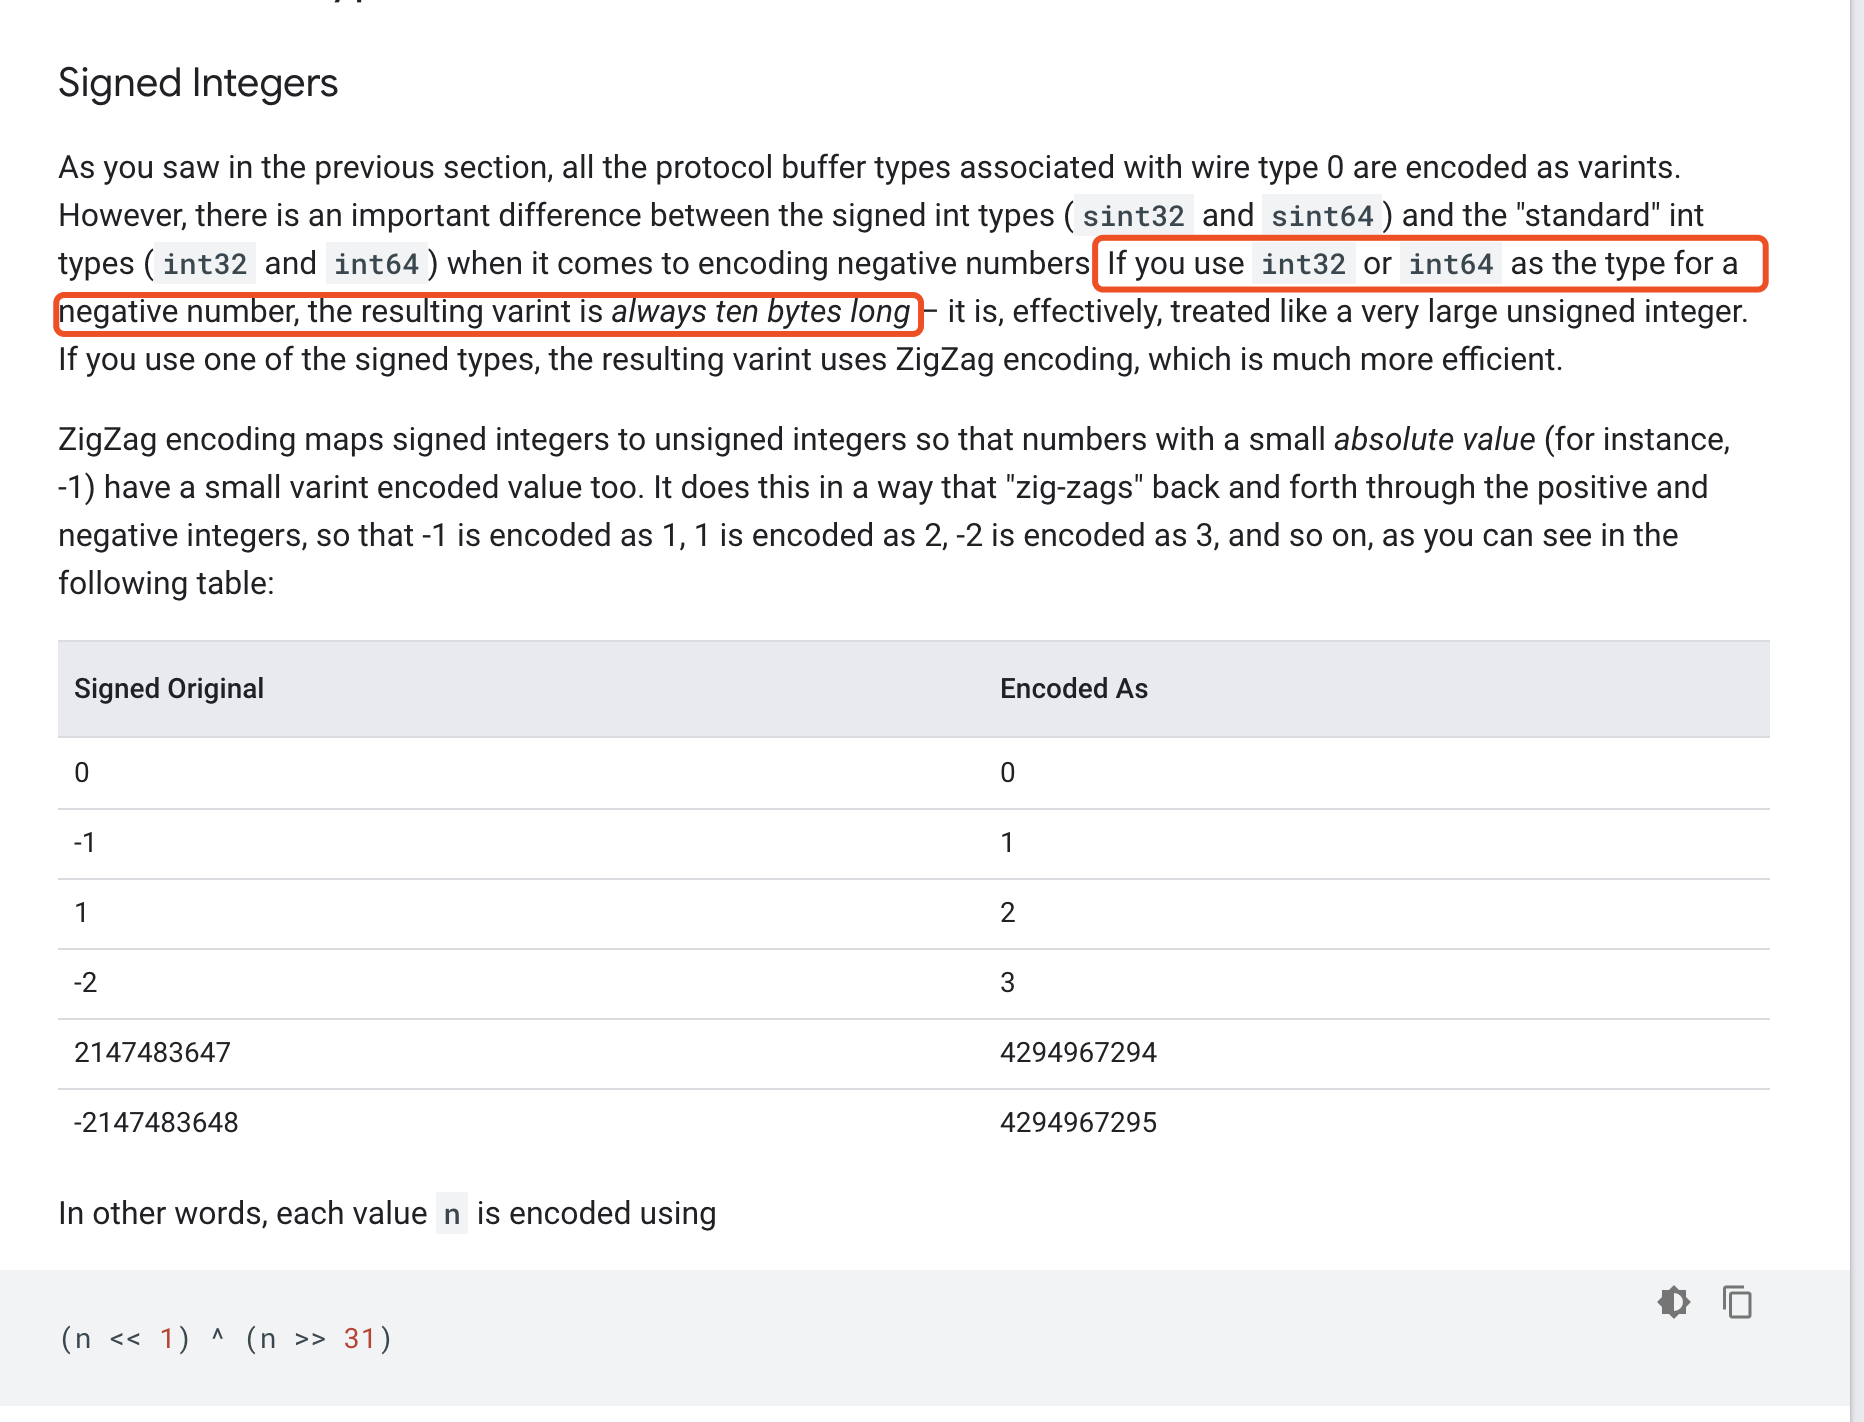 Signed Integers
As you saw in the previous section, all the protocol buffer types associated with wire type 0 are encoded as varints.
However, there is an important difference between the signed int types (sint32 and sint64) and the "standard" int
types (int32 and int64) when it comes to encoding negative numbers If you use int32 or int64 as the type for a
negative number, the resulting varint is always ten bytes long – it is, effectively, treated like a very large unsigned integer.
If you use one of the signed types, the resulting varint uses ZigZag encoding, which is much more efficient.
ZigZag encoding maps signed integers to unsigned integers so that numbers with a small absolute value (for instance,
-1) have a small varint encoded value too. It does this in a way that "zig-zags" back and forth through the positive and
negative integers, so that -1 is encoded as 1, 1 is encoded as 2, -2 is encoded as 3, and so on, as you can see in the
following table:
Signed Original Encoded As
0 0
-1 1
1 2
-2 3
2147483647 4294967294
-2147483648 4294967295
In other words, each value n is encoded using
(n << 1) ^ (n >> 31)